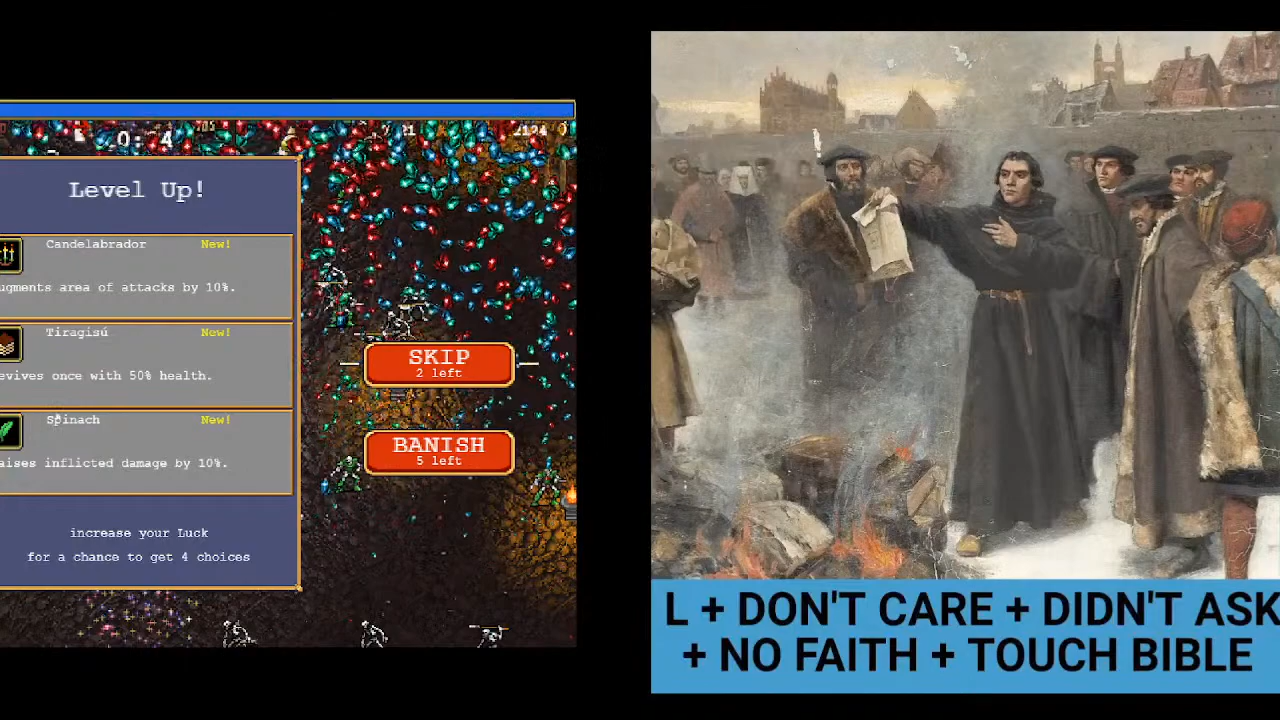 Level Up!
Candelabrador New!
ugments area of attacks by 10%.
Tiragisú New!
evives once with 50% health.
Spinach New!
aises inflicted damage by 10%.
increase your Luck
for a chance to get 4 choices
SKIP
2 left
BANISH
5 left
L + DON'T CARE + DIDN'T ASK
+ NO FAITH + TOUCH BIBLE